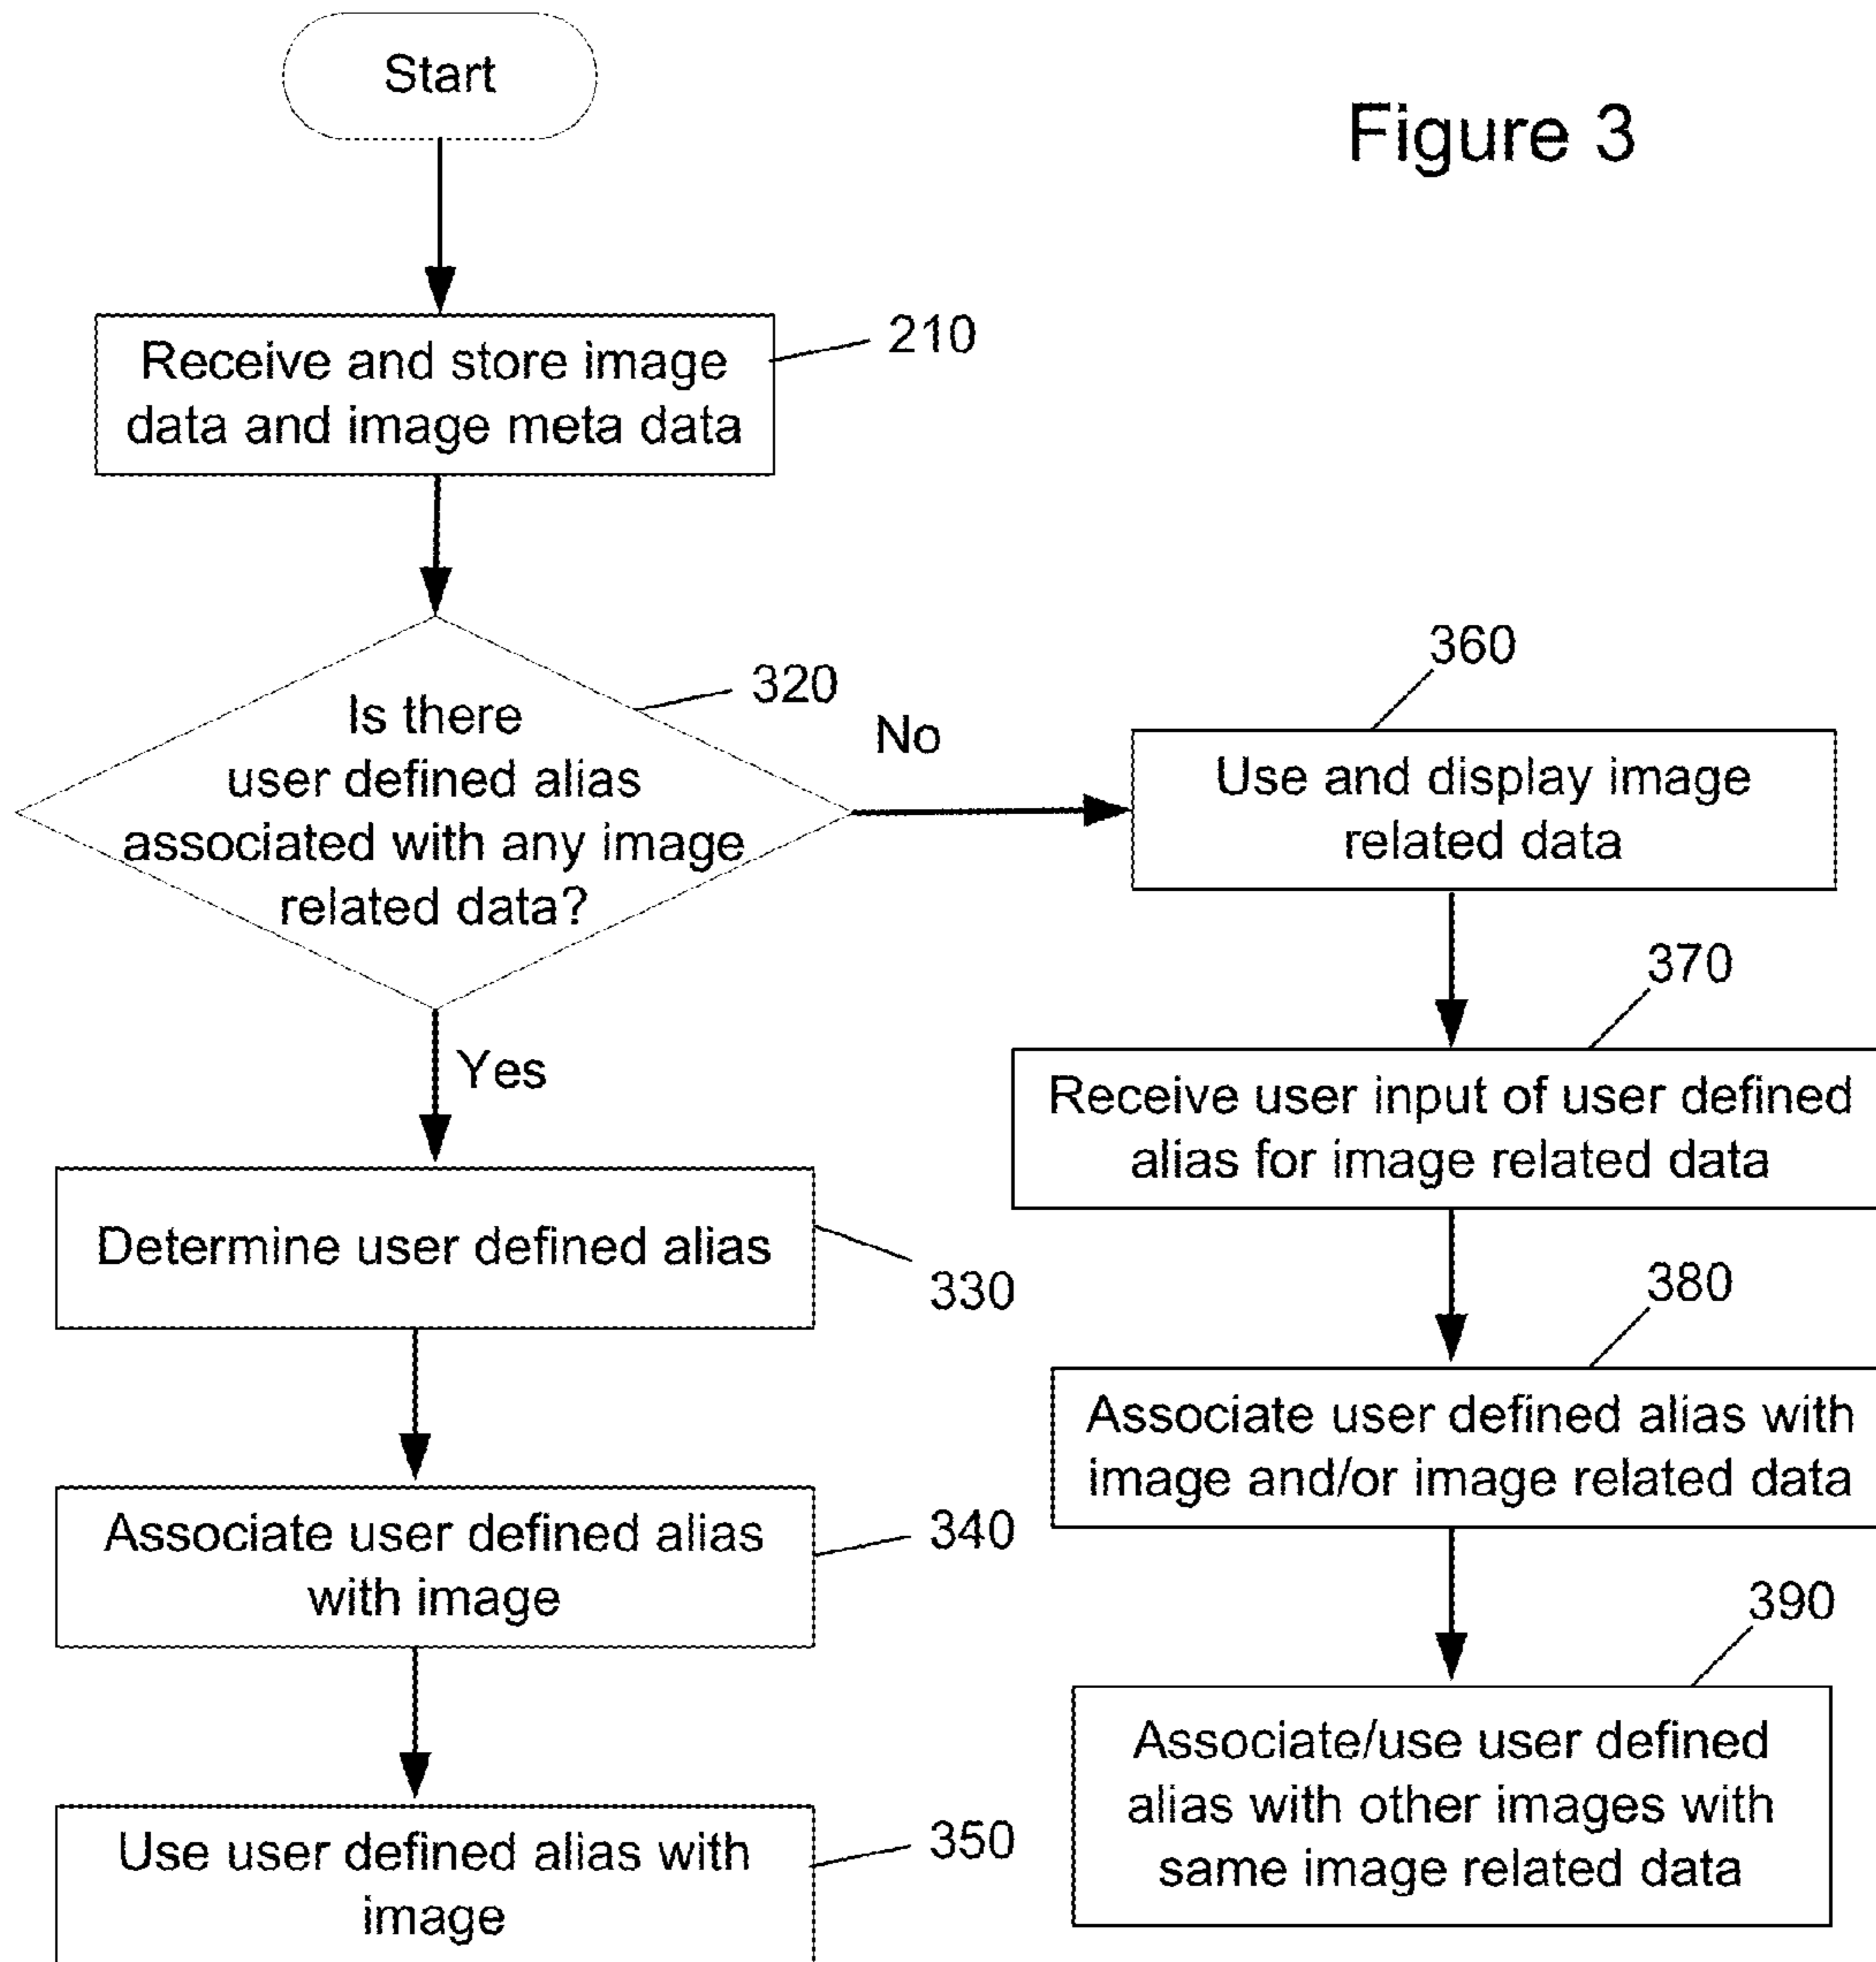 Start
Figure 3
Receive and store image
data and image meta data
210
Is there
user defined alias
associated with any image
related data?
320
No
Yes
Determine user defined alias
330
Associate user defined alias
with image
340
Use user defined alias with
image
350
360
Use and display image
related data
370
Receive user input of user defined
alias for image related data
380
Associate user defined alias with
image and/or image related data
390
Associate/use user defined
alias with other images with
same image related data